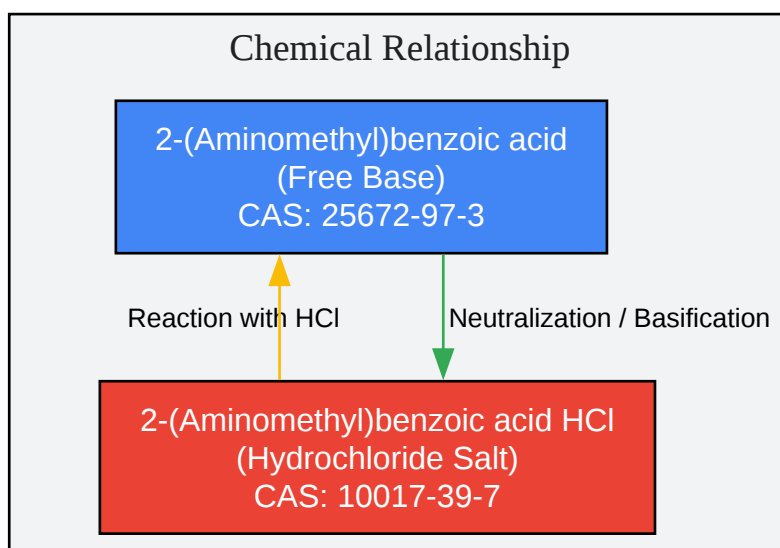 Chemical Relationship
2-(Aminomethyl)benzoic acid
(Free Base)
CAS: 25672-97-3
Reaction with HCl
Neutralization / Basification
2-(Aminomethyl)benzoic acid HCl
(Hydrochloride Salt)
CAS: 10017-39-7